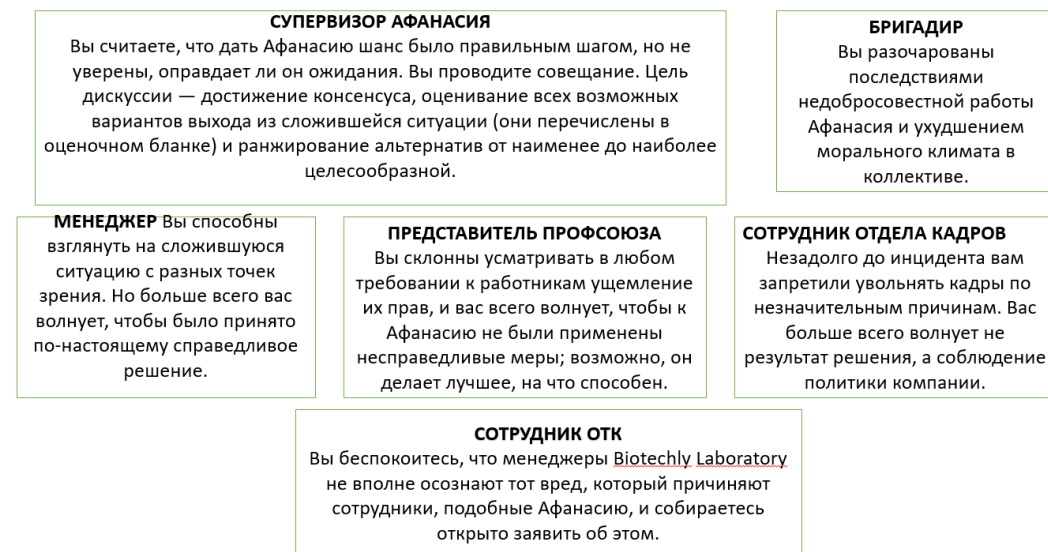 СУПЕРВИЗОР АФАНАСИЯ
Вы считаете, что дать Афанасию шанс было правильным шагом, но не
уверены, оправдает ли он ожидания. Вы проводите совещание. Цель
дискуссии — достижение консенсуса, оценивание всех возможных
вариантов выхода из сложившейся ситуации (они перечислены в
оценочном бланке) и ранжирование альтернатив от наименее до наиболее
целесообразной.
БРИГАДИР
Вы разочарованы
последствиями
недобросовестной работы
Афанасия и ухудшением
морального климата в
коллективе.
МЕНЕДЖЕР Вы способны
взглянуть на сложившуюся
ситуацию с разных точек
зрения. Но больше всего вас
волнует, чтобы было принято
по-настоящему справедливое
решение.
ПРЕДСТАВИТЕЛЬ ПРОФСОЮЗА
Вы склонны усматривать в любом
требовании к работникам ущемление
их прав, и вас всего волнует, чтобы к
Афанасию не были применены
несправедливые меры; возможно, он
делает лучшее, на что способен.
СОТРУДНИК ОТДЕЛА КАДРОВ
Незадолго до инцидента вам
запретили увольнять кадры по
незначительным причинам. Вас
больше всего волнует не
результат решения, а соблюдение
политики компании.
СОТРУДНИК ОТК
Вы беспокоитесь, что менеджеры Biotechly Laboratory
не вполне осознают тот вред, который причиняют
сотрудники, подобные Афанасию, и собираетесь
открыто заявить об этом.